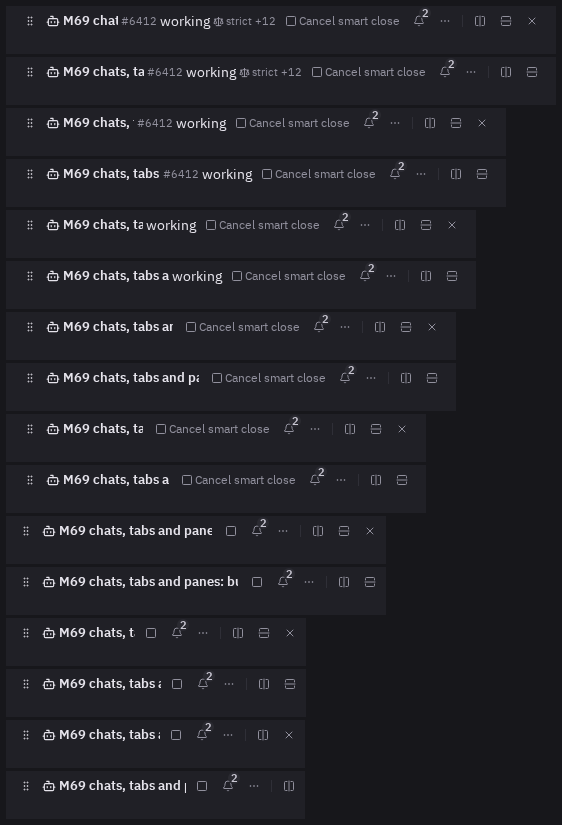 M69 chat #6412 working strict +12 Cancel smart close 2
M69 chats, ta #6412 working strict +12 Cancel smart close 2
M69 chats, #6412 working Cancel smart close 2
M69 chats, tabs #6412 working Cancel smart close 2
M69 chats, ta working Cancel smart close 2
M69 chats, tabs a working Cancel smart close 2
M69 chats, tabs ar Cancel smart close 2
M69 chats, tabs and pa Cancel smart close 2
M69 chats, ta Cancel smart close 2
M69 chats, tabs a Cancel smart close 2
M69 chats, tabs and pane 2
M69 chats, tabs and panes: bu 2
M69 chats, t 2
M69 chats, tabs a 2
M69 chats, tabs 2
M69 chats, tabs and 2